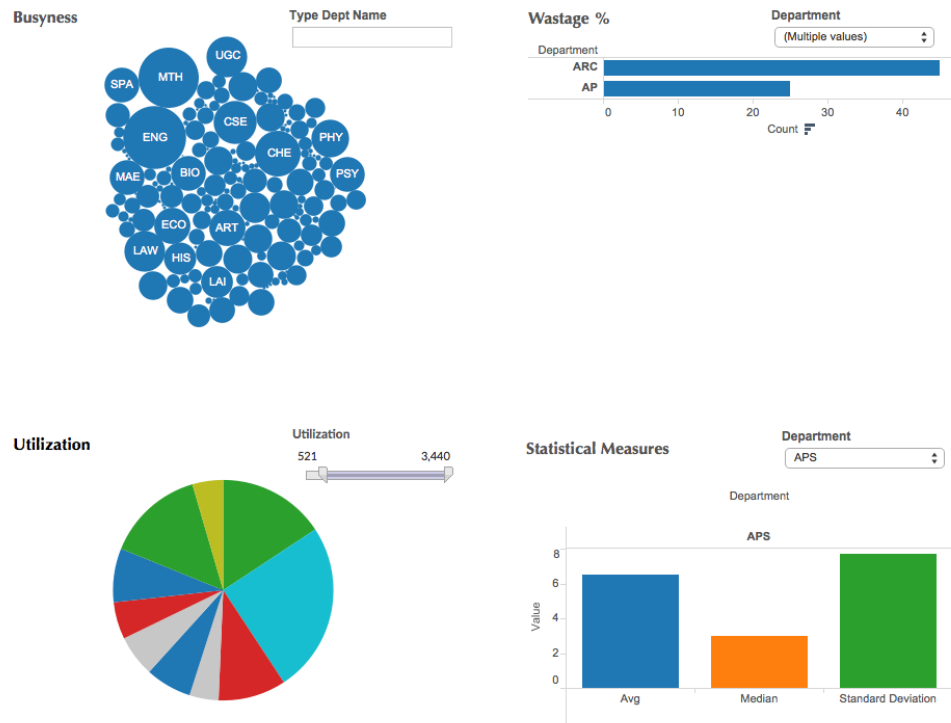 Busyness
Type Dept Name
UGC
MTH
SPA
CSE
ENG
PHY
CHE
MAE
BIO
PSY
ECO
ART
LAW
HIS
LAI
Wastage %
Department
(Multiple values)
Department
ARC
AP
0 10 20 30 40
Count
Utilization
Utilization
521 3,440
Statistical Measures
Department
APS
Department
APS
8
6
4
2
0
Value
Avg Median Standard Deviation